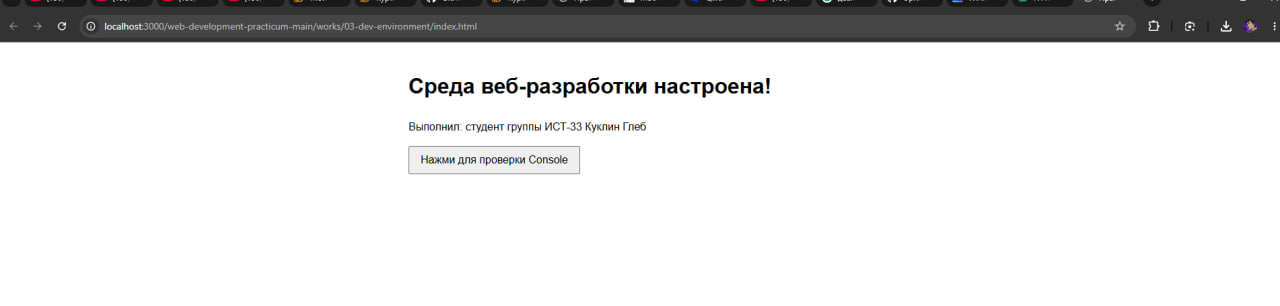 localhost:3000/web-development-practicum-main/works/03-dev-environment/index.html
Среда веб-разработки настроена!
Выполнил: студент группы ИСТ-33 Куклин Глеб
Нажми для проверки Console